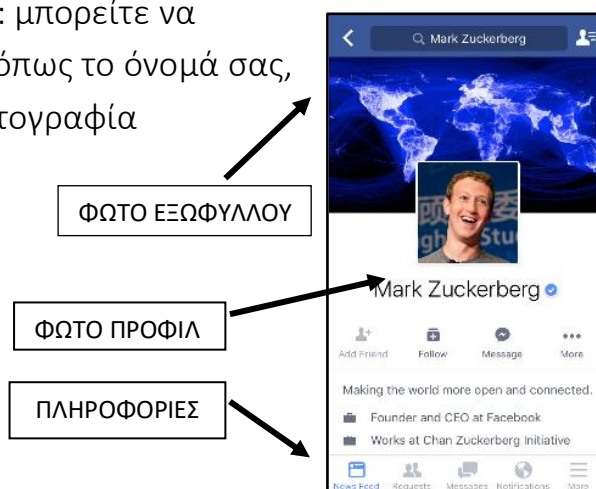 : μπορείτε να
όπως το όνομά σας,
τογραφία
ΦΩΤΟ ΕΞΩΦΥΛΛΟΥ
ΦΩΤΟ ΠΡΟΦΙΛ
ΠΛΗΡΟΦΟΡΙΕΣ
Mark Zuckerberg
Mark Zuckerberg
Add Friend Follow Message More
Making the world more open and connected.
Founder and CEO at Facebook
Works at Chan Zuckerberg Initiative
News Feed Requests Messages Notifications More